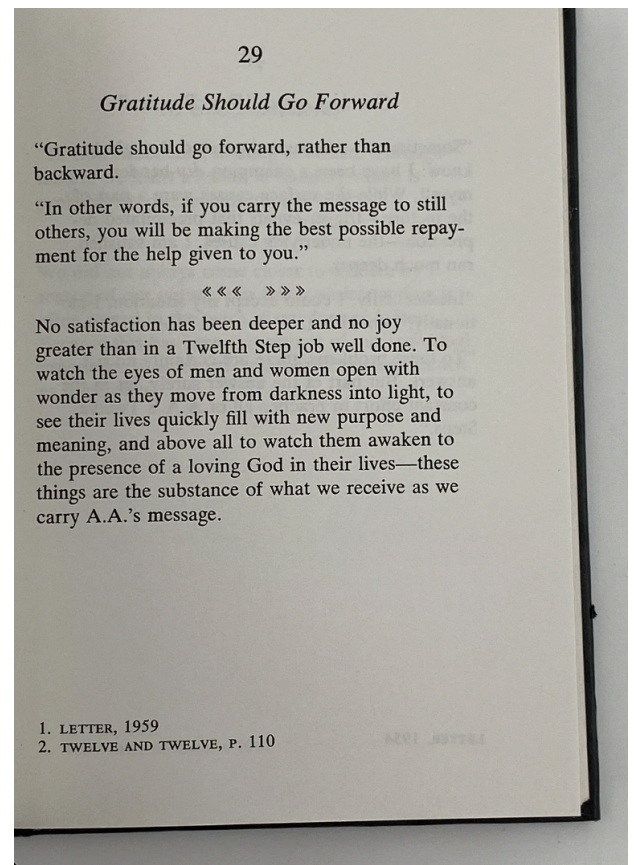 29
Gratitude Should Go Forward
“Gratitude should go forward, rather than
backward.
“In other words, if you carry the message to still
others, you will be making the best possible repay-
ment for the help given to you.”
««« »»»
No satisfaction has been deeper and no joy
greater than in a Twelfth Step job well done. To
watch the eyes of men and women open with
wonder as they move from darkness into light, to
see their lives quickly fill with new purpose and
meaning, and above all to watch them awaken to
the presence of a loving God in their lives—these
things are the substance of what we receive as we
carry A.A.’s message.
1. LETTER, 1959
2. TWELVE AND TWELVE, P. 110